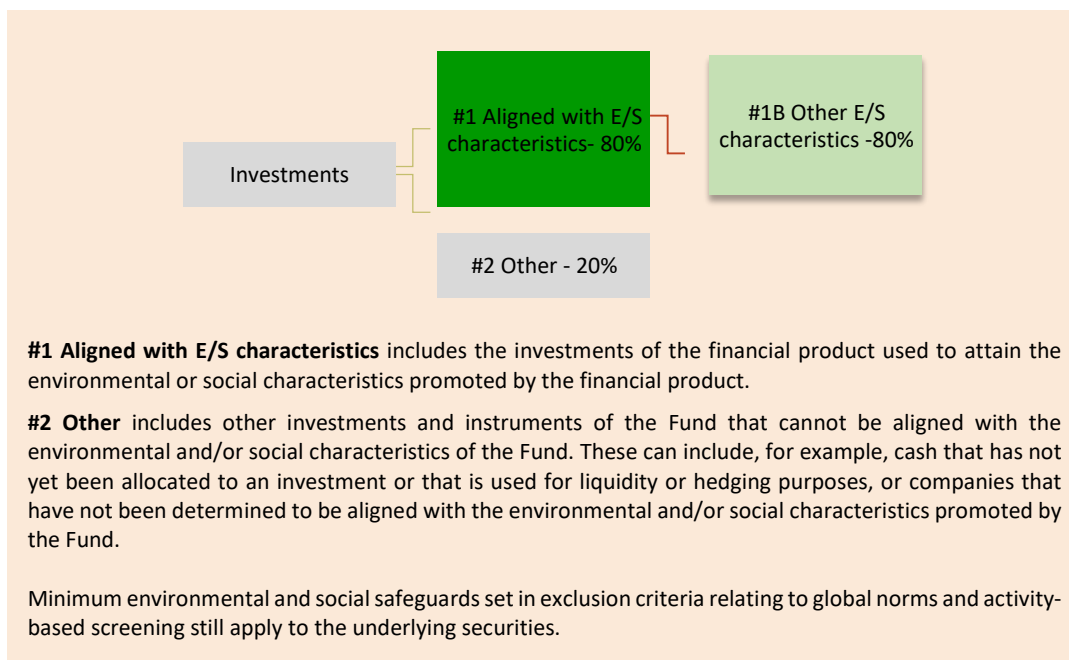 #1 Aligned with E/S
characteristics- 80%
#1B Other E/S
characteristics -80%
Investments
#2 Other - 20%
#1 Aligned with E/S characteristics includes the investments of the financial product used to attain the
environmental or social characteristics promoted by the financial product.
#2 Other includes other investments and instruments of the Fund that cannot be aligned with the
environmental and/or social characteristics of the Fund. These can include, for example, cash that has not
yet been allocated to an investment or that is used for liquidity or hedging purposes, or companies that
have not been determined to be aligned with the environmental and/or social characteristics promoted by
the Fund.
Minimum environmental and social safeguards set in exclusion criteria relating to global norms and activity-
based screening still apply to the underlying securities.